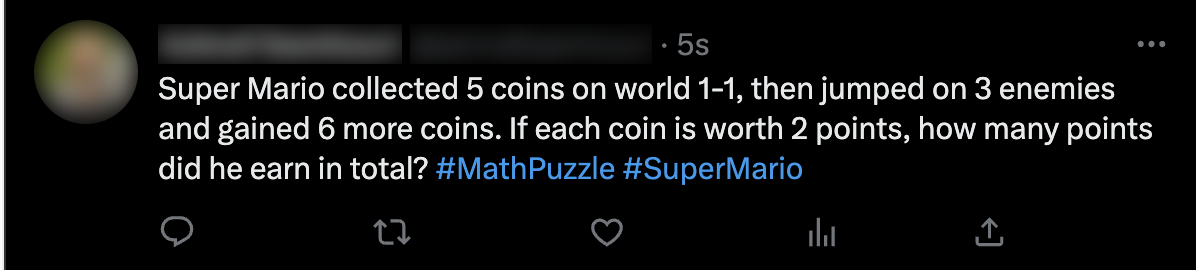 · 5s
Super Mario collected 5 coins on world 1-1, then jumped on 3 enemies
and gained 6 more coins. If each coin is worth 2 points, how many points
did he earn in total? #MathPuzzle #SuperMario